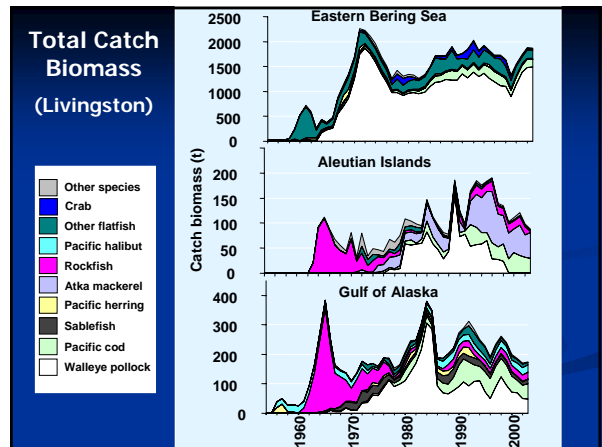 Total Catch
Biomass
(Livingston)
Other species
Crab
Other flatfish
Pacific halibut
Rockfish
Atka mackerel
Pacific herring
Sablefish
Pacific cod
Walleye pollock
Catch biomass (t)
Eastern Bering Sea
2500
2000
1500
1000
500
0
Aleutian Islands
200
150
100
50
0
Gulf of Alaska
400
300
200
100
0
1960
1970
1980
1990
2000